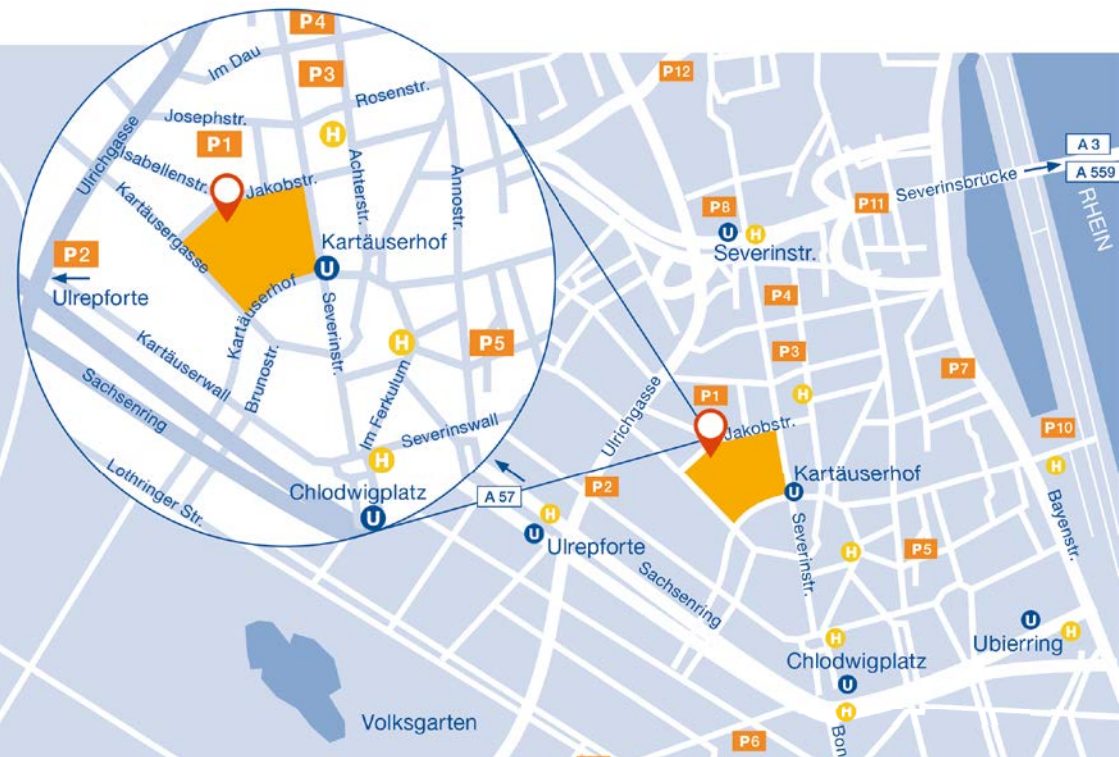 P4
Im Dau
P3
Rosenstr.
Josephstr.
P1
H
Ulrichgasse
Isabellenstr.
Jakobstr.
Achterstr.
Annostr.
Kartäusergasse
Kartäuserhof
U
P2
Ulrepforte
Kartäuserhof
Severinstr.
H
P5
Kartäuserwall
Brunostr.
Im Ferkulum
Sachsenring
Severinswall
H
Lothringer Str.
Chlodwigplatz
U
P12
A 3
A 559
Severinsbrücke
RHEIN
P8
P11
U
H
Severinstr.
P4
P3
P7
P1
H
Ulrichgasse
Jakobstr.
P10
H
Kartäuserhof
U
P2
A 57
H
U
Ulrepforte
Severinstr.
Bayenstr.
H
P5
Sachsenring
U
H
Ubierring
H
Chlodwigplatz
U
H
Volksgarten
P6
Bon